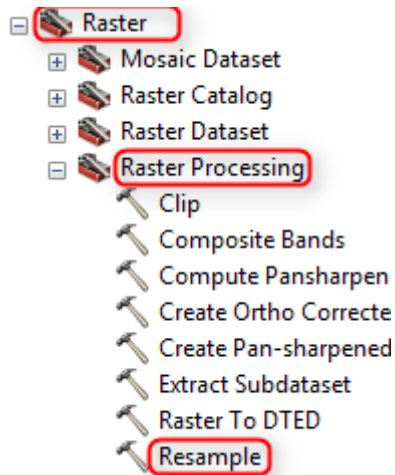 Raster
Mosaic Dataset
Raster Catalog
Raster Dataset
Raster Processing
Clip
Composite Bands
Compute Pansharpen
Create Ortho Correcte
Create Pan-sharpened
Extract Subdataset
Raster To DTED
Resample